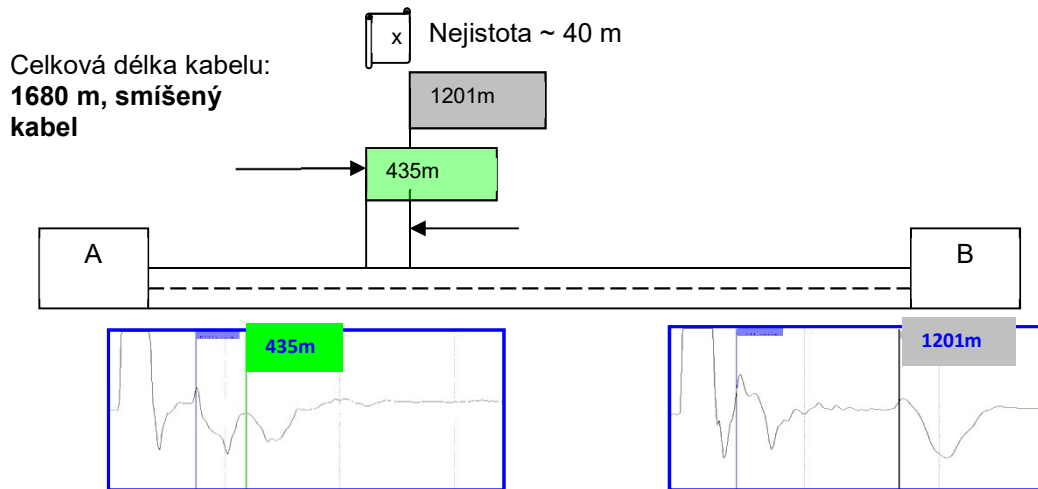 x
Nejistota ~ 40 m
Celková délka kabelu:
1680 m, smíšený
kabel
1201m
435m
A
B
435m
1201m